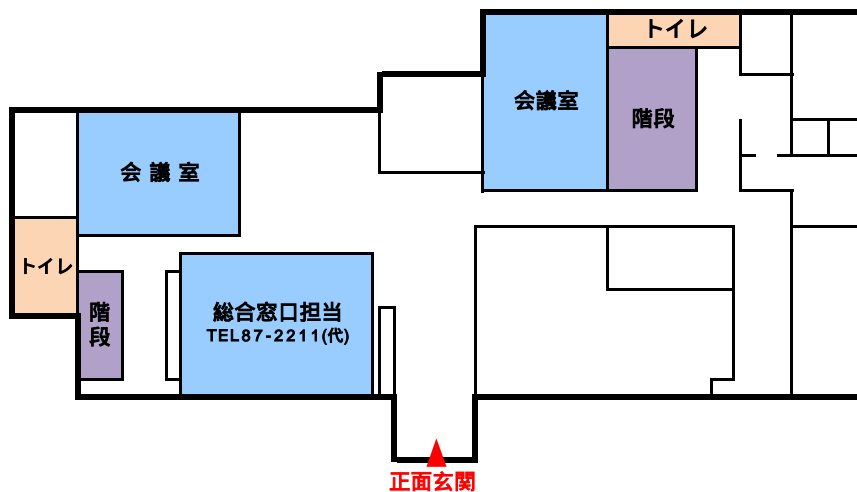 トイレ
会議室
階段
会 議 室
トイレ
階
段
総合窓口担当
TEL87-2211(代)
正面玄関